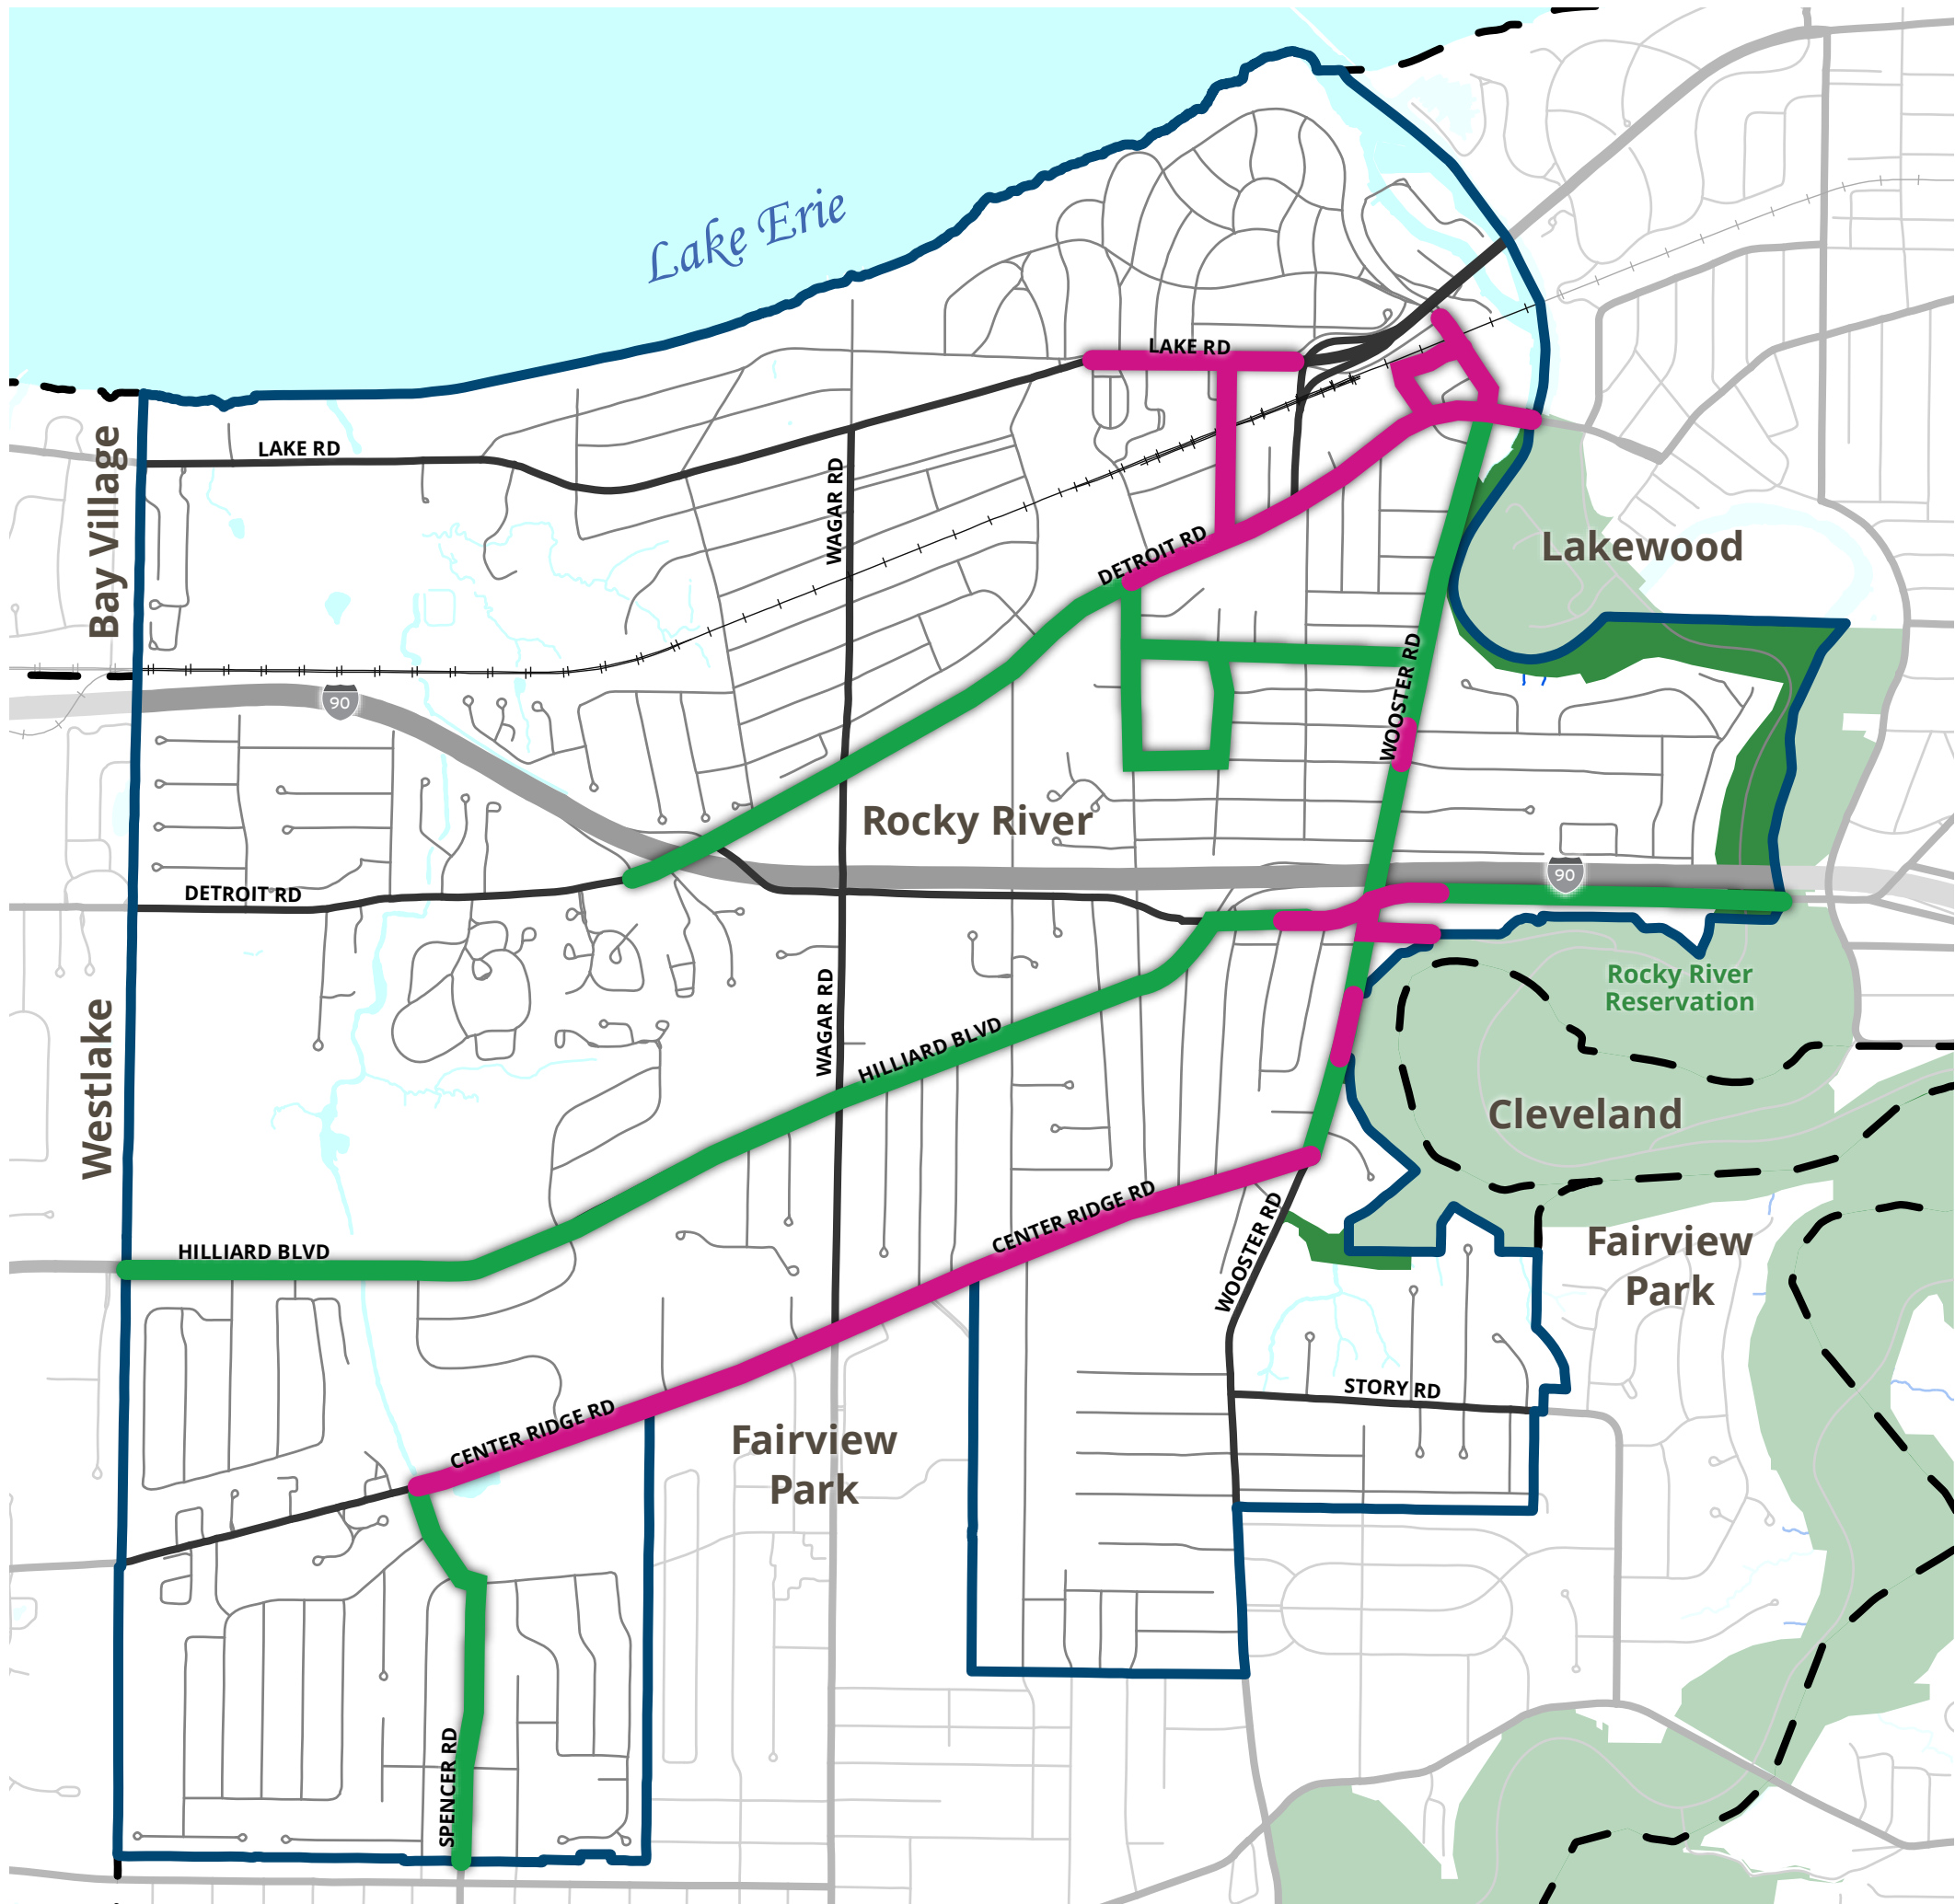 Lake Erie
LAKE RD
LAKE RD
Bay Village
WAGAR RD
DETROIT RD
Lakewood
90
WOOSTER RD
Rocky River
90
DETROIT RD
Rocky River
Reservation
Westlake
WAGAR RD
HILLIARD BLVD
Cleveland
CENTER RIDGE RD
WOOSTER RD
HILLIARD BLVD
Fairview
Park
STORY RD
CENTER RIDGE RD
Fairview
Park
SPENCER RD